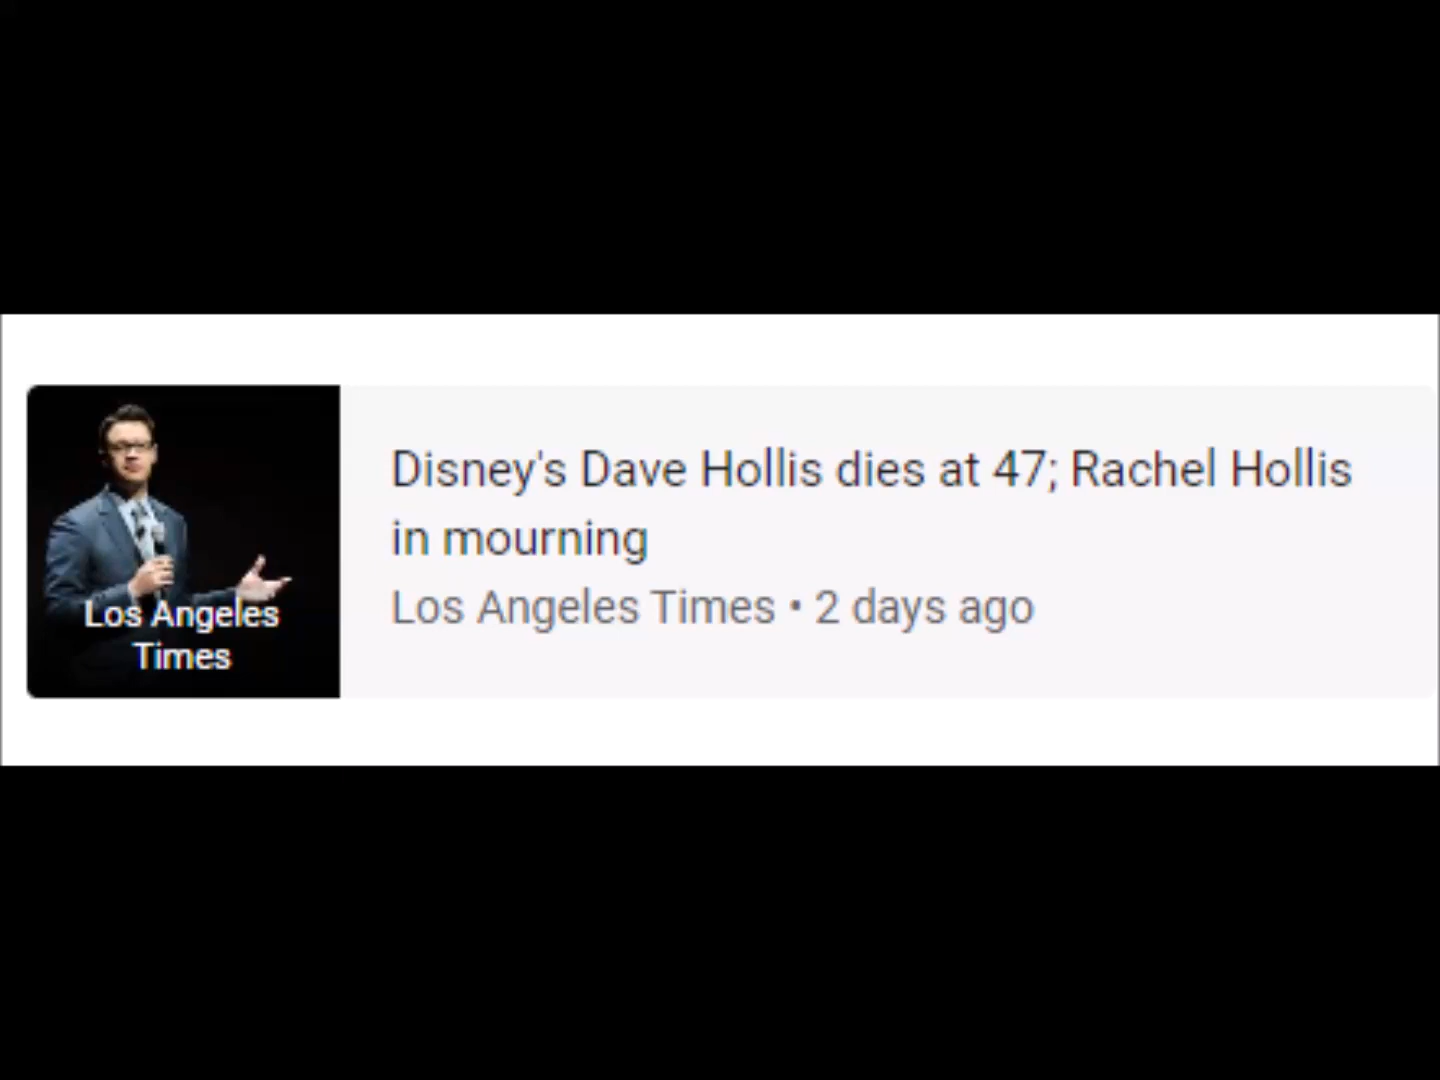 Los Angeles
Times
Disney's Dave Hollis dies at 47; Rachel Hollis
in mourning
Los Angeles Times • 2 days ago